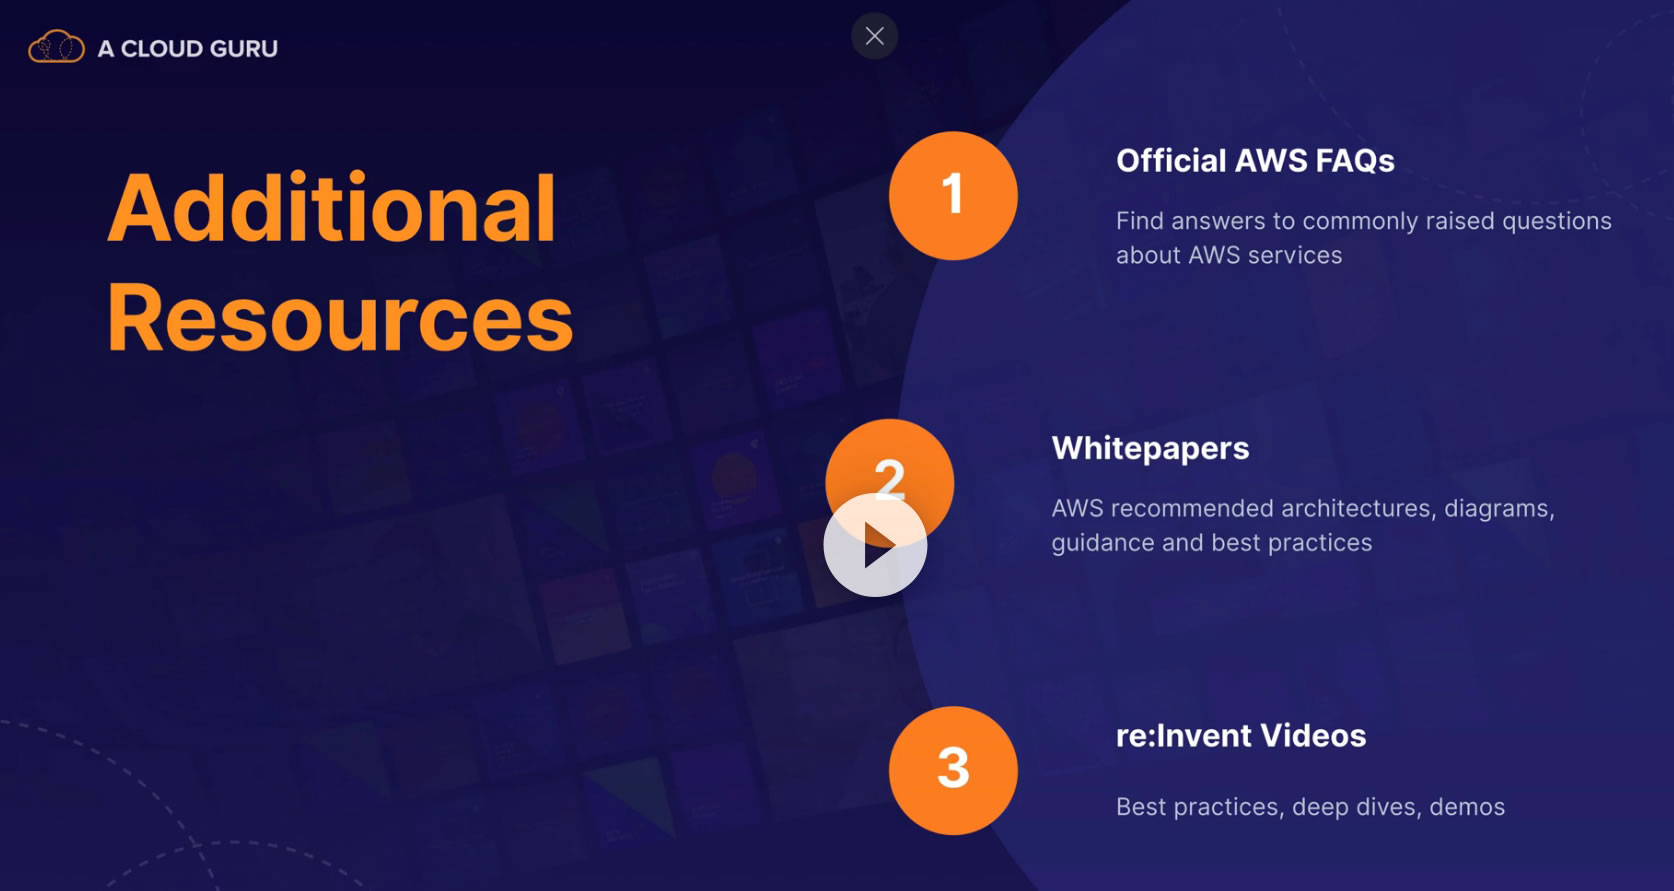 A CLOUD GURU
Additional
Resources
1
Official AWS FAQs
Find answers to commonly raised questions
about AWS services
2
Whitepapers
AWS recommended architectures, diagrams,
guidance and best practices
3
re:Invent Videos
Best practices, deep dives, demos